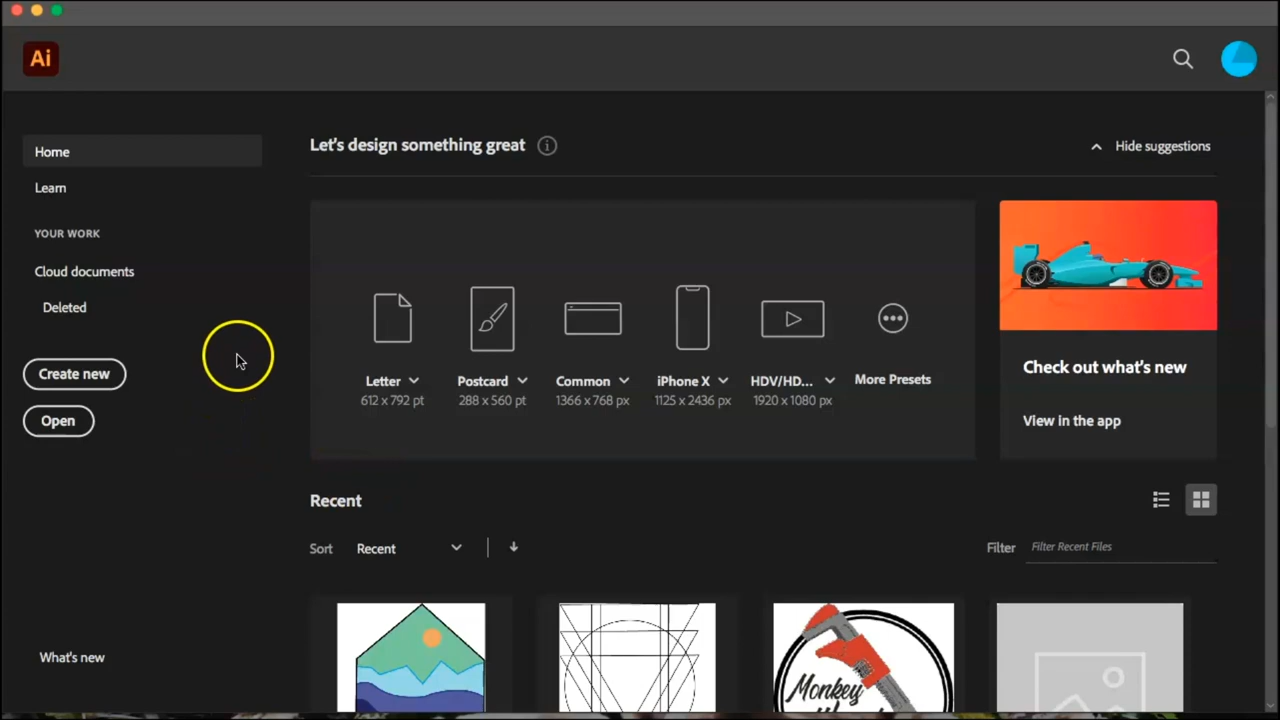 Ai
Home
Learn
YOUR WORK
Cloud documents
Deleted
Create new
Open
What's new
Let's design something great
Hide suggestions
Letter
612 x 792 pt
Postcard
288 x 560 pt
Common
1366 x 768 px
iPhone X
1125 x 2436 px
HDV/HD...
1920 x 1080 px
More Presets
Check out what's new
View in the app
Recent
Sort Recent
Filter Filter Recent Files
Monkey